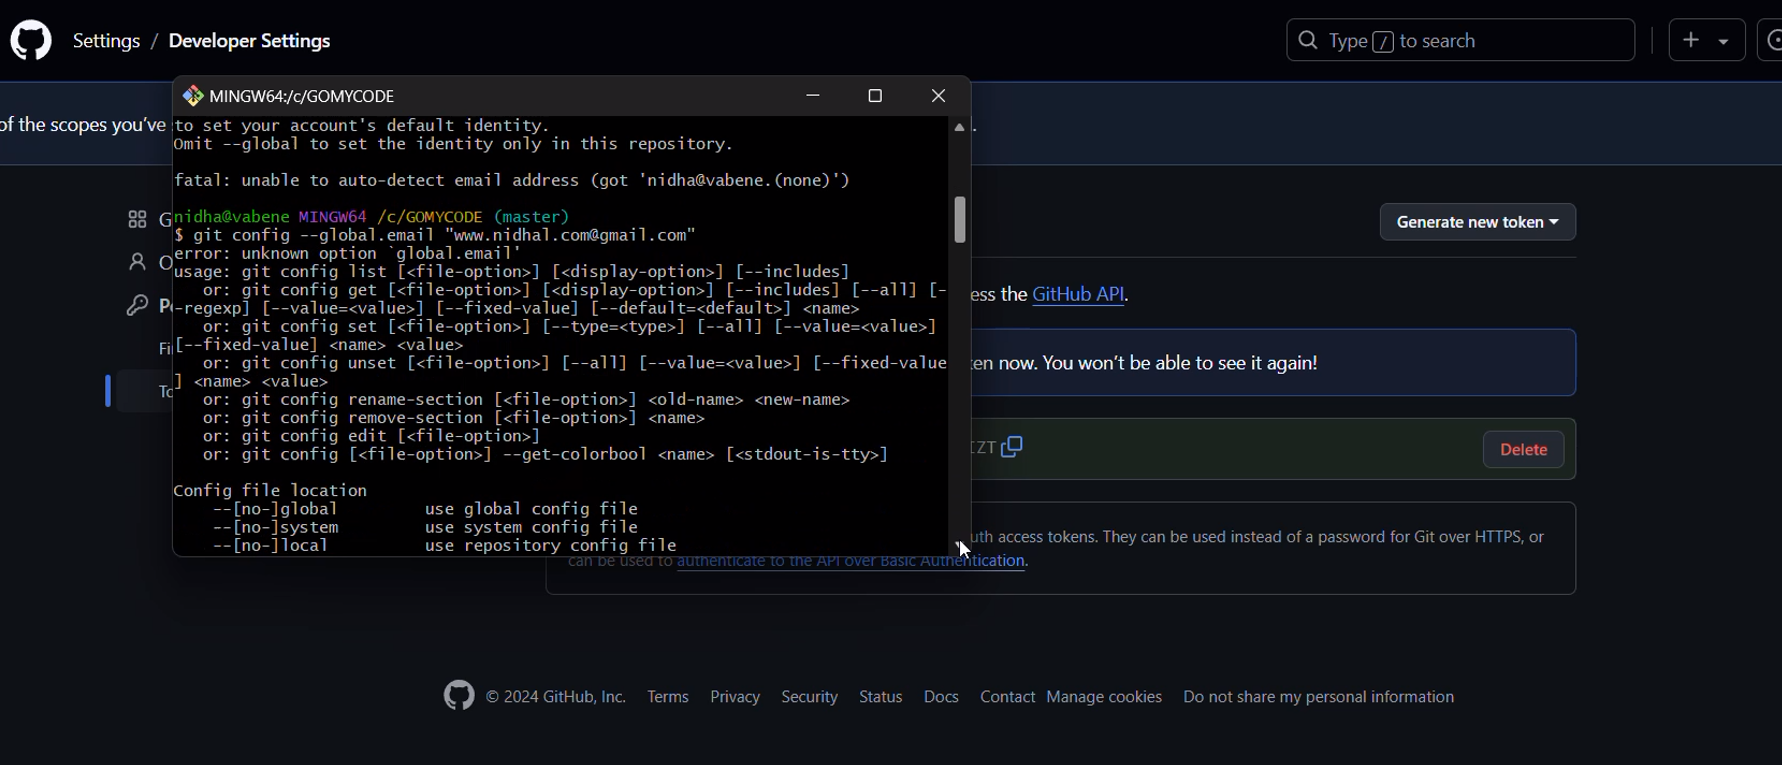 Settings / Developer Settings
Type / to search
MINGW64:/c/GOMYCODE
of the scopes you've
to set your account's default identity.
Omit --global to set the identity only in this repository.
fatal: unable to auto-detect email address (got 'nidha@vabene.(none)')
nidha@vabene MINGW64 /c/GOMYCODE (master)
$ git config --global.email "www.nidhal.com@gmail.com"
error: unknown option `global.email'
usage: git config list [<file-option>] [<display-option>] [--includes]
or: git config get [<file-option>] [<display-option>] [--includes] [--all] [-
-regexp] [--value=<value>] [--fixed-value] [--default=<default>] <name>
or: git config set [<file-option>] [--type=<type>] [--all] [--value=<value>]
[--fixed-value] <name> <value>
or: git config unset [<file-option>] [--all] [--value=<value>] [--fixed-value
] <name> <value>
or: git config rename-section [<file-option>] <old-name> <new-name>
or: git config remove-section [<file-option>] <name>
or: git config edit [<file-option>]
or: git config [<file-option>] --get-colorbool <name> [<stdout-is-tty>]
Config file location
--[no-]global use global config file
--[no-]system use system config file
--[no-]local use repository config file
Generate new token
ess the GitHub API.
en now. You won't be able to see it again!
IZT
Delete
uth access tokens. They can be used instead of a password for Git over HTTPS, or
can be used to authenticate to the API over Basic Authentication.
© 2024 GitHub, Inc. Terms Privacy Security Status Docs Contact Manage cookies Do not share my personal information